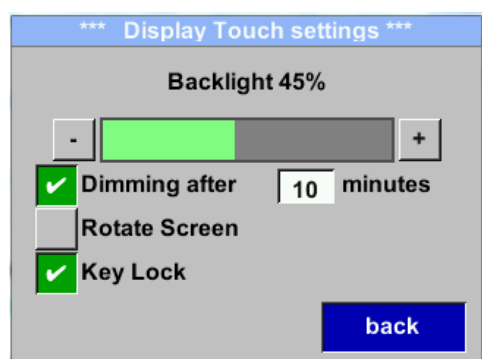 *** Display Touch settings ***
Backlight 45%
- +
Dimming after 10 minutes
Rotate Screen
Key Lock
back